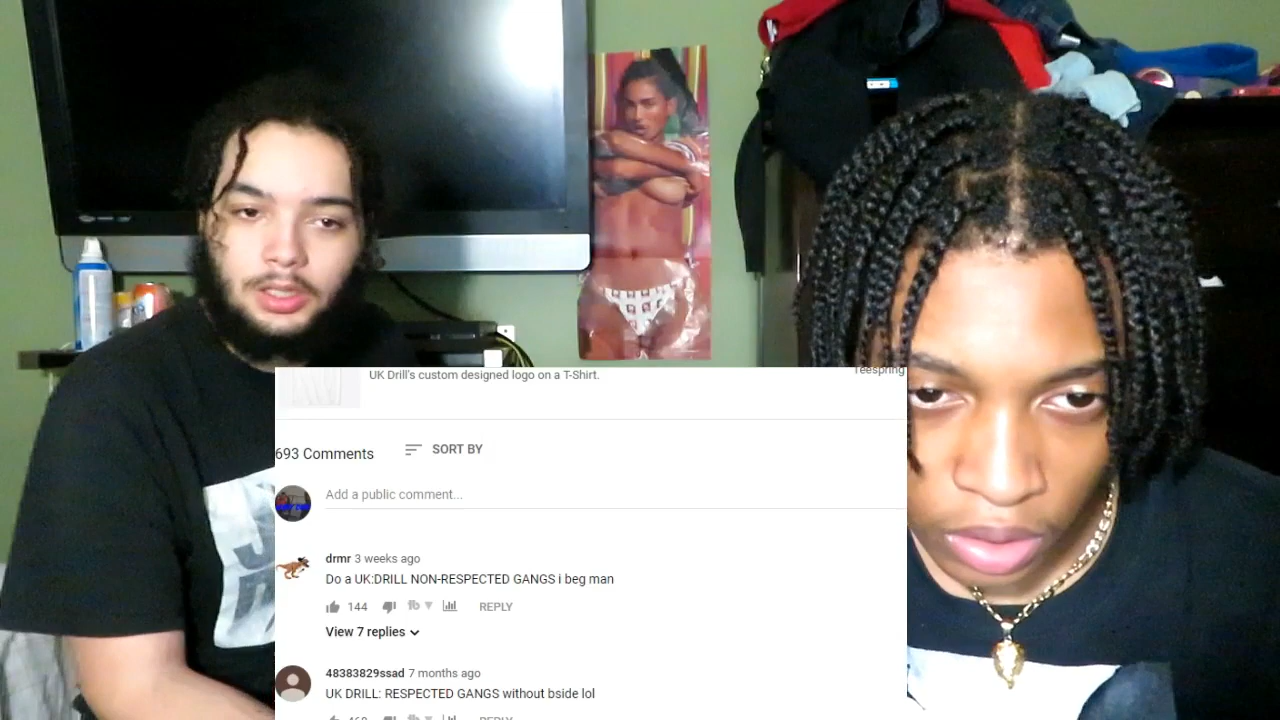 UK Drill's custom designed logo on a T-Shirt.
Teespring
693 Comments
SORT BY
Add a public comment...
drmr 3 weeks ago
Do a UK:DRILL NON-RESPECTED GANGS i beg man
144
REPLY
View 7 replies
48383829ssad 7 months ago
UK DRILL: RESPECTED GANGS without bside lol
468
REPLY